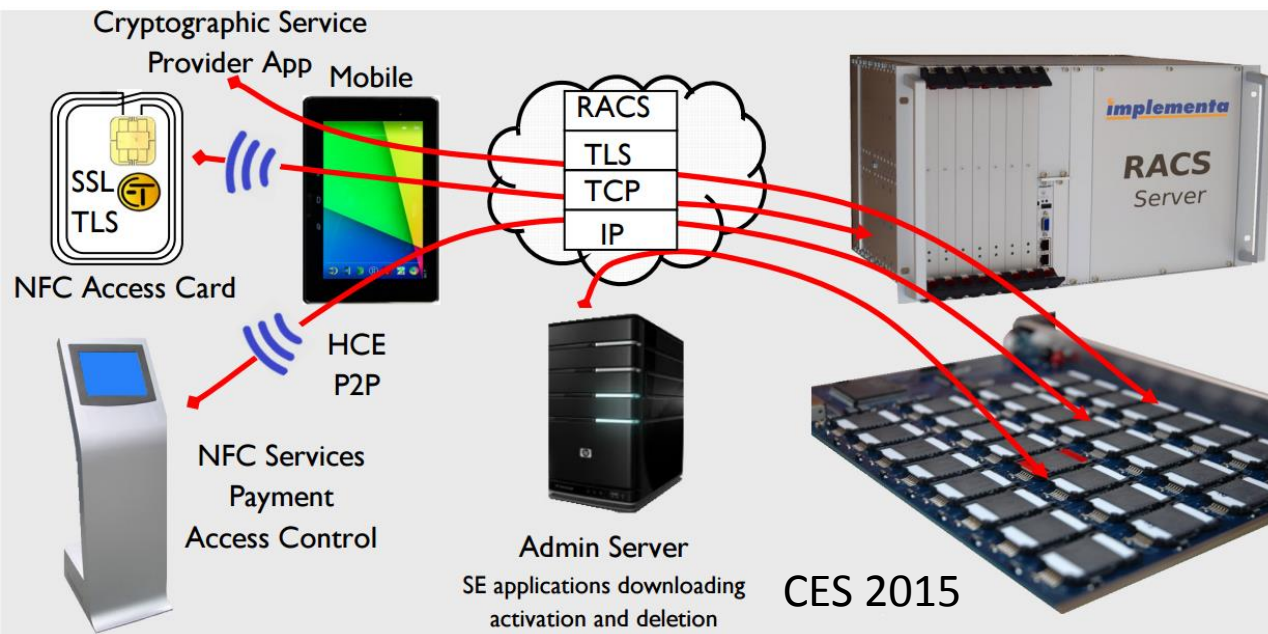 Cryptographic Service
Provider App
Mobile
SSL
TLS
NFC Access Card
HCE
P2P
NFC Services
Payment
Access Control
RACS
TLS
TCP
IP
Admin Server
SE applications downloading
activation and deletion
implementa
RACS
Server
CES 2015